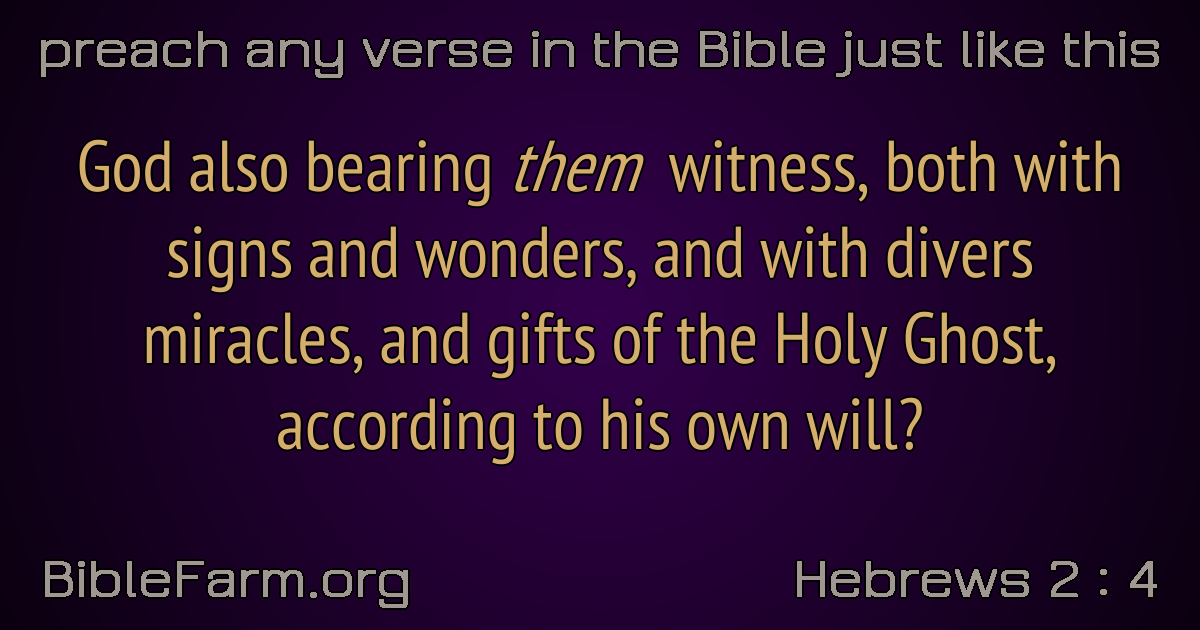 preach any verse in the Bible just like this
God also bearing them witness, both with
signs and wonders, and with divers
miracles, and gifts of the Holy Ghost,
according to his own will?
BibleFarm.org
Hebrews 2 : 4